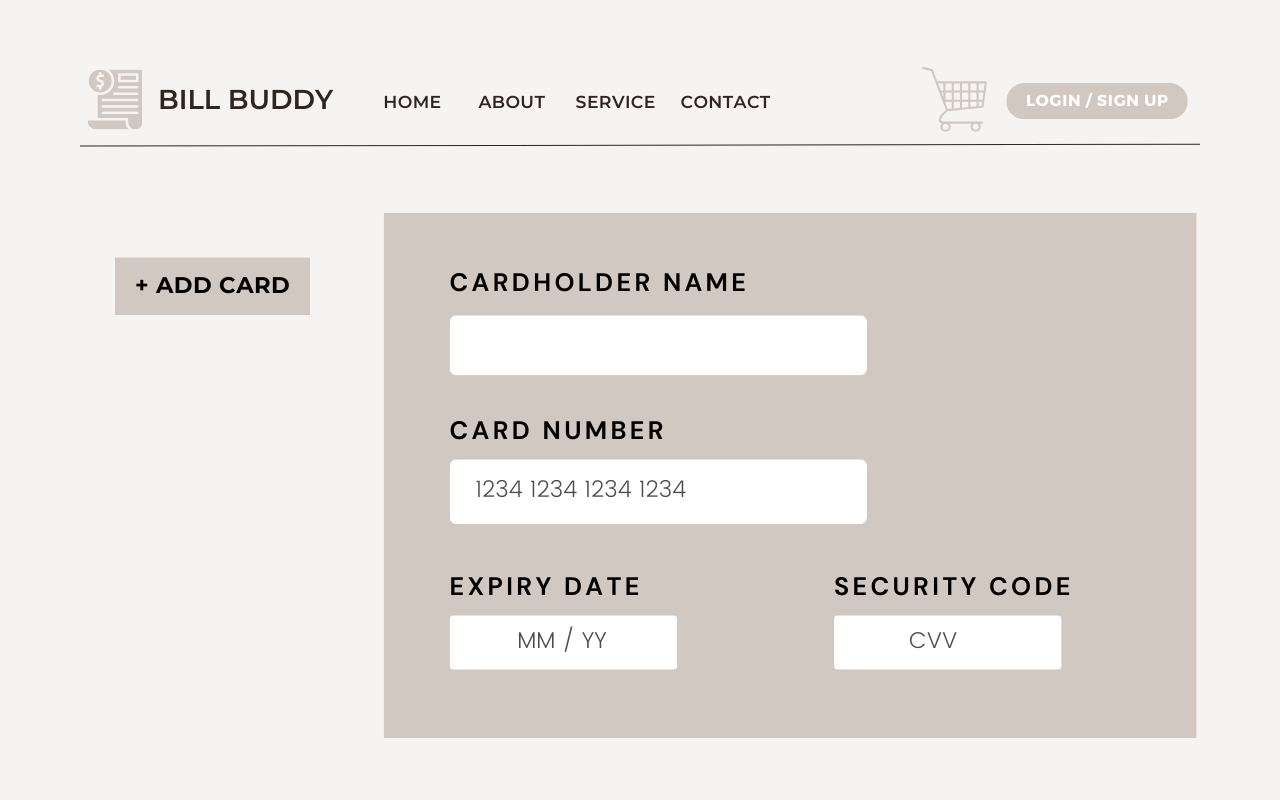 $
BILL BUDDY
HOME ABOUT SERVICE CONTACT
LOGIN / SIGN UP
+ ADD CARD
CARDHOLDER NAME
CARD NUMBER
1234 1234 1234 1234
EXPIRY DATE SECURITY CODE
MM / YY CVV